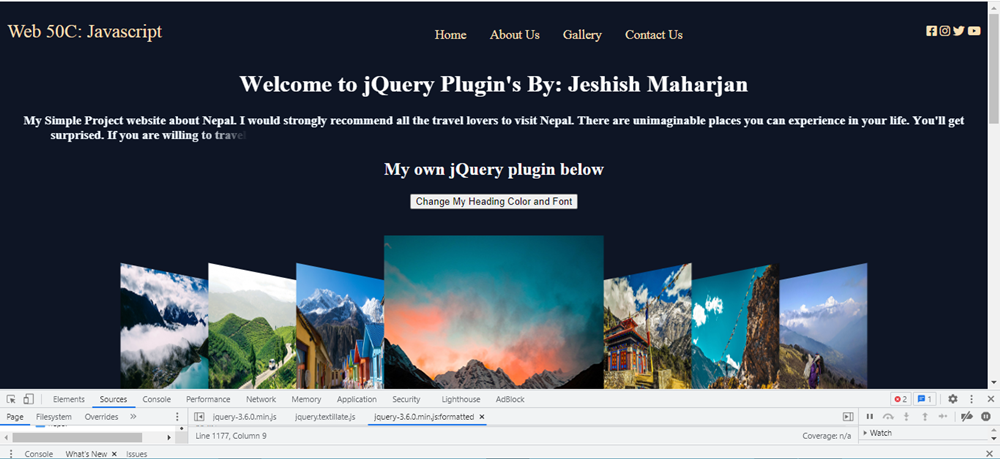 Web 50C: Javascript
Home About Us Gallery Contact Us
Welcome to jQuery Plugin's By: Jeshish Maharjan
My Simple Project website about Nepal. I would strongly recommend all the travel lovers to visit Nepal. There are unimaginable places you can experience in your life. You'll get
surprised. If you are willing to travel
My own jQuery plugin below
Change My Heading Color and Font
Elements Sources Console Performance Network Memory Application Security Lighthouse AdBlock 2 1
Page Filesystem Overrides » jquery-3.6.0.min.js jquery.textillate.js jquery-3.6.0.min.js:formatted
Line 1177, Column 9 Coverage: n/a Watch
Console What's New Issues